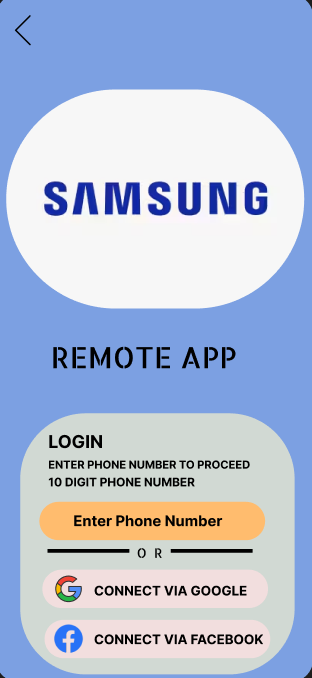 SAMSUNG
REMOTE APP
LOGIN
ENTER PHONE NUMBER TO PROCEED
10 DIGIT PHONE NUMBER
Enter Phone Number
OR
CONNECT VIA GOOGLE
CONNECT VIA FACEBOOK